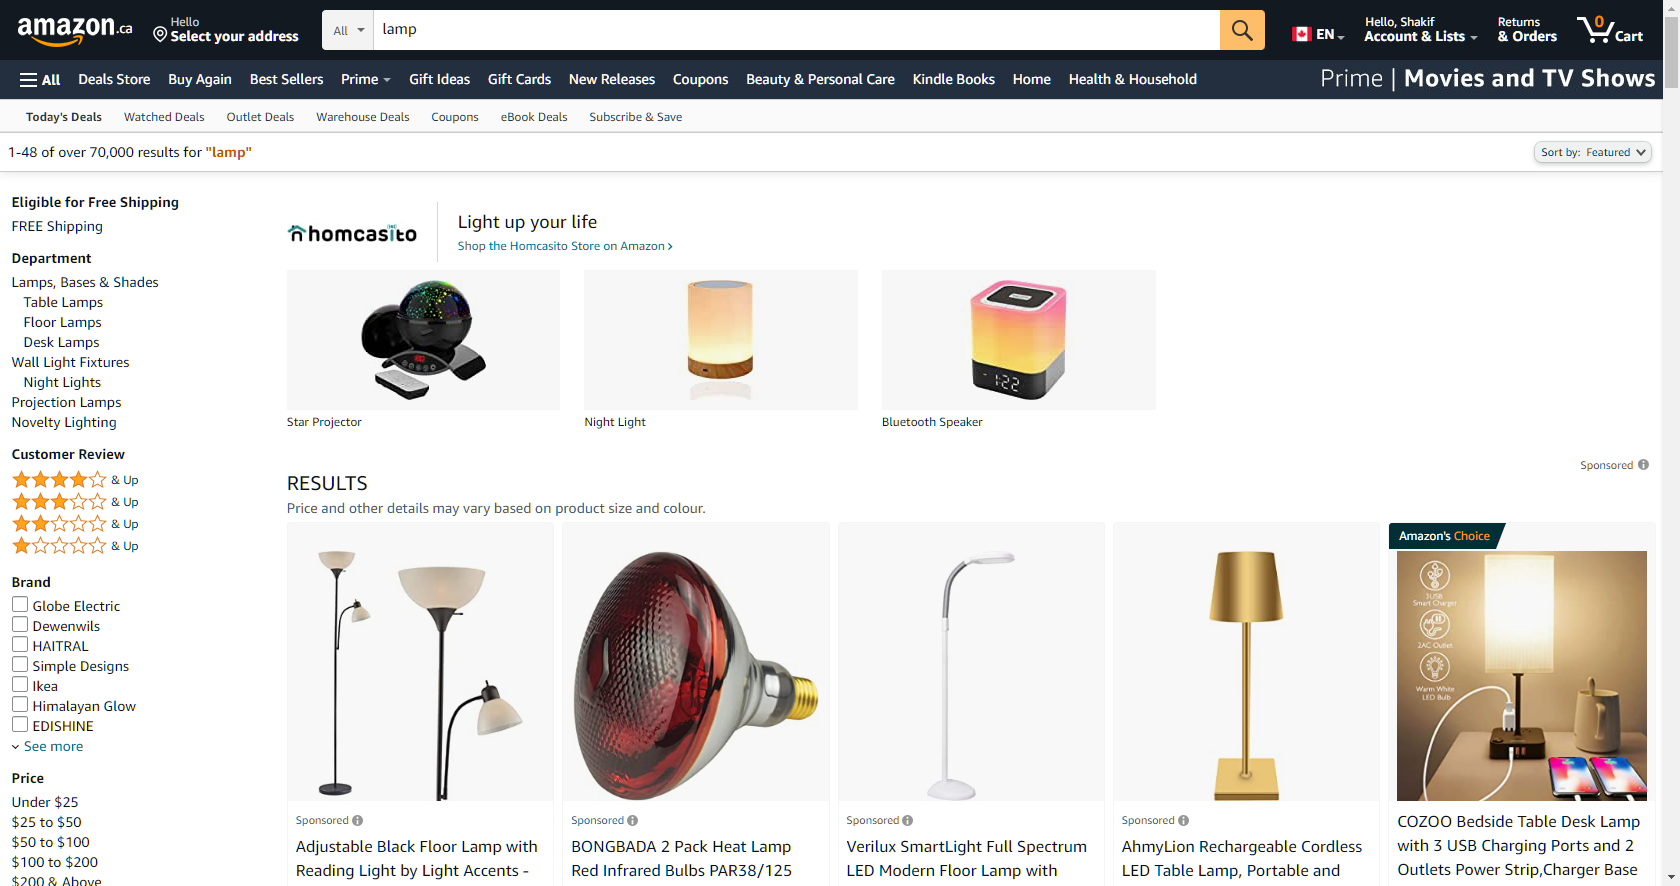 amazon.ca
Hello
Select your address
All
lamp
EN
Hello, Shakif
Account & Lists
Returns
& Orders
0
Cart
All
Deals Store
Buy Again
Best Sellers
Prime
Gift Ideas
Gift Cards
New Releases
Coupons
Beauty & Personal Care
Kindle Books
Home
Health & Household
Prime | Movies and TV Shows
Today's Deals
Watched Deals
Outlet Deals
Warehouse Deals
Coupons
eBook Deals
Subscribe & Save
1-48 of over 70,000 results for "lamp"
Sort by: Featured
Eligible for Free Shipping
FREE Shipping
Department
Lamps, Bases & Shades
Table Lamps
Floor Lamps
Desk Lamps
Wall Light Fixtures
Night Lights
Projection Lamps
Novelty Lighting
Customer Review
& Up
& Up
& Up
& Up
Brand
Globe Electric
Dewenwils
HAITRAL
Simple Designs
Ikea
Himalayan Glow
EDISHINE
See more
Price
Under $25
$25 to $50
$50 to $100
$100 to $200
$200 & Above
homcasito
Light up your life
Shop the Homcasito Store on Amazon ›
1:22
Star Projector
Night Light
Bluetooth Speaker
Sponsored
RESULTS
Price and other details may vary based on product size and colour.
Sponsored
Adjustable Black Floor Lamp with
Reading Light by Light Accents -
Sponsored
BONGBADA 2 Pack Heat Lamp
Red Infrared Bulbs PAR38/125
Sponsored
Verilux SmartLight Full Spectrum
LED Modern Floor Lamp with
Sponsored
AhmyLion Rechargeable Cordless
LED Table Lamp, Portable and
Amazon's Choice
3USB
Smart Charger
2AC Outlet
Warm White
LED Bulb
COZOO Bedside Table Desk Lamp
with 3 USB Charging Ports and 2
Outlets Power Strip,Charger Base